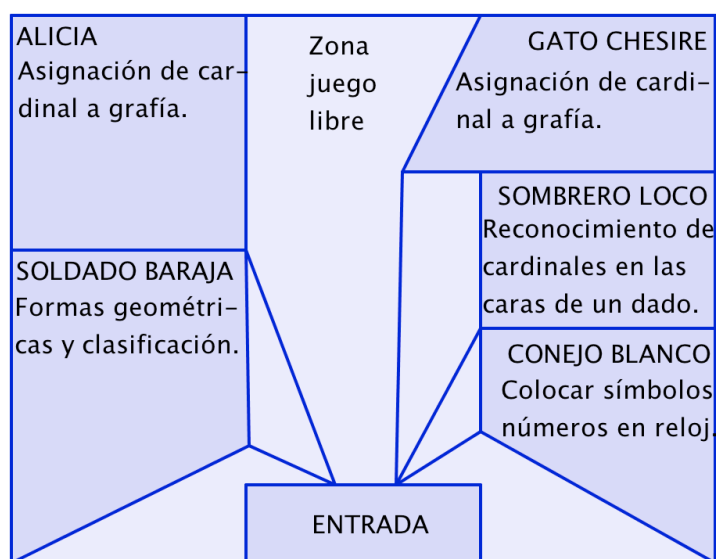 ALICIA
Asignación de car-
dinal a grafía.
Zona
juego
libre
GATO CHESIRE
Asignación de cardi-
nal a grafía.
SOMBRERO LOCO
Reconocimiento de
cardinales en las
caras de un dado.
SOLDADO BARAJA
Formas geométri-
cas y clasificación.
CONEJO BLANCO
Colocar símbolos
números en reloj.
ENTRADA